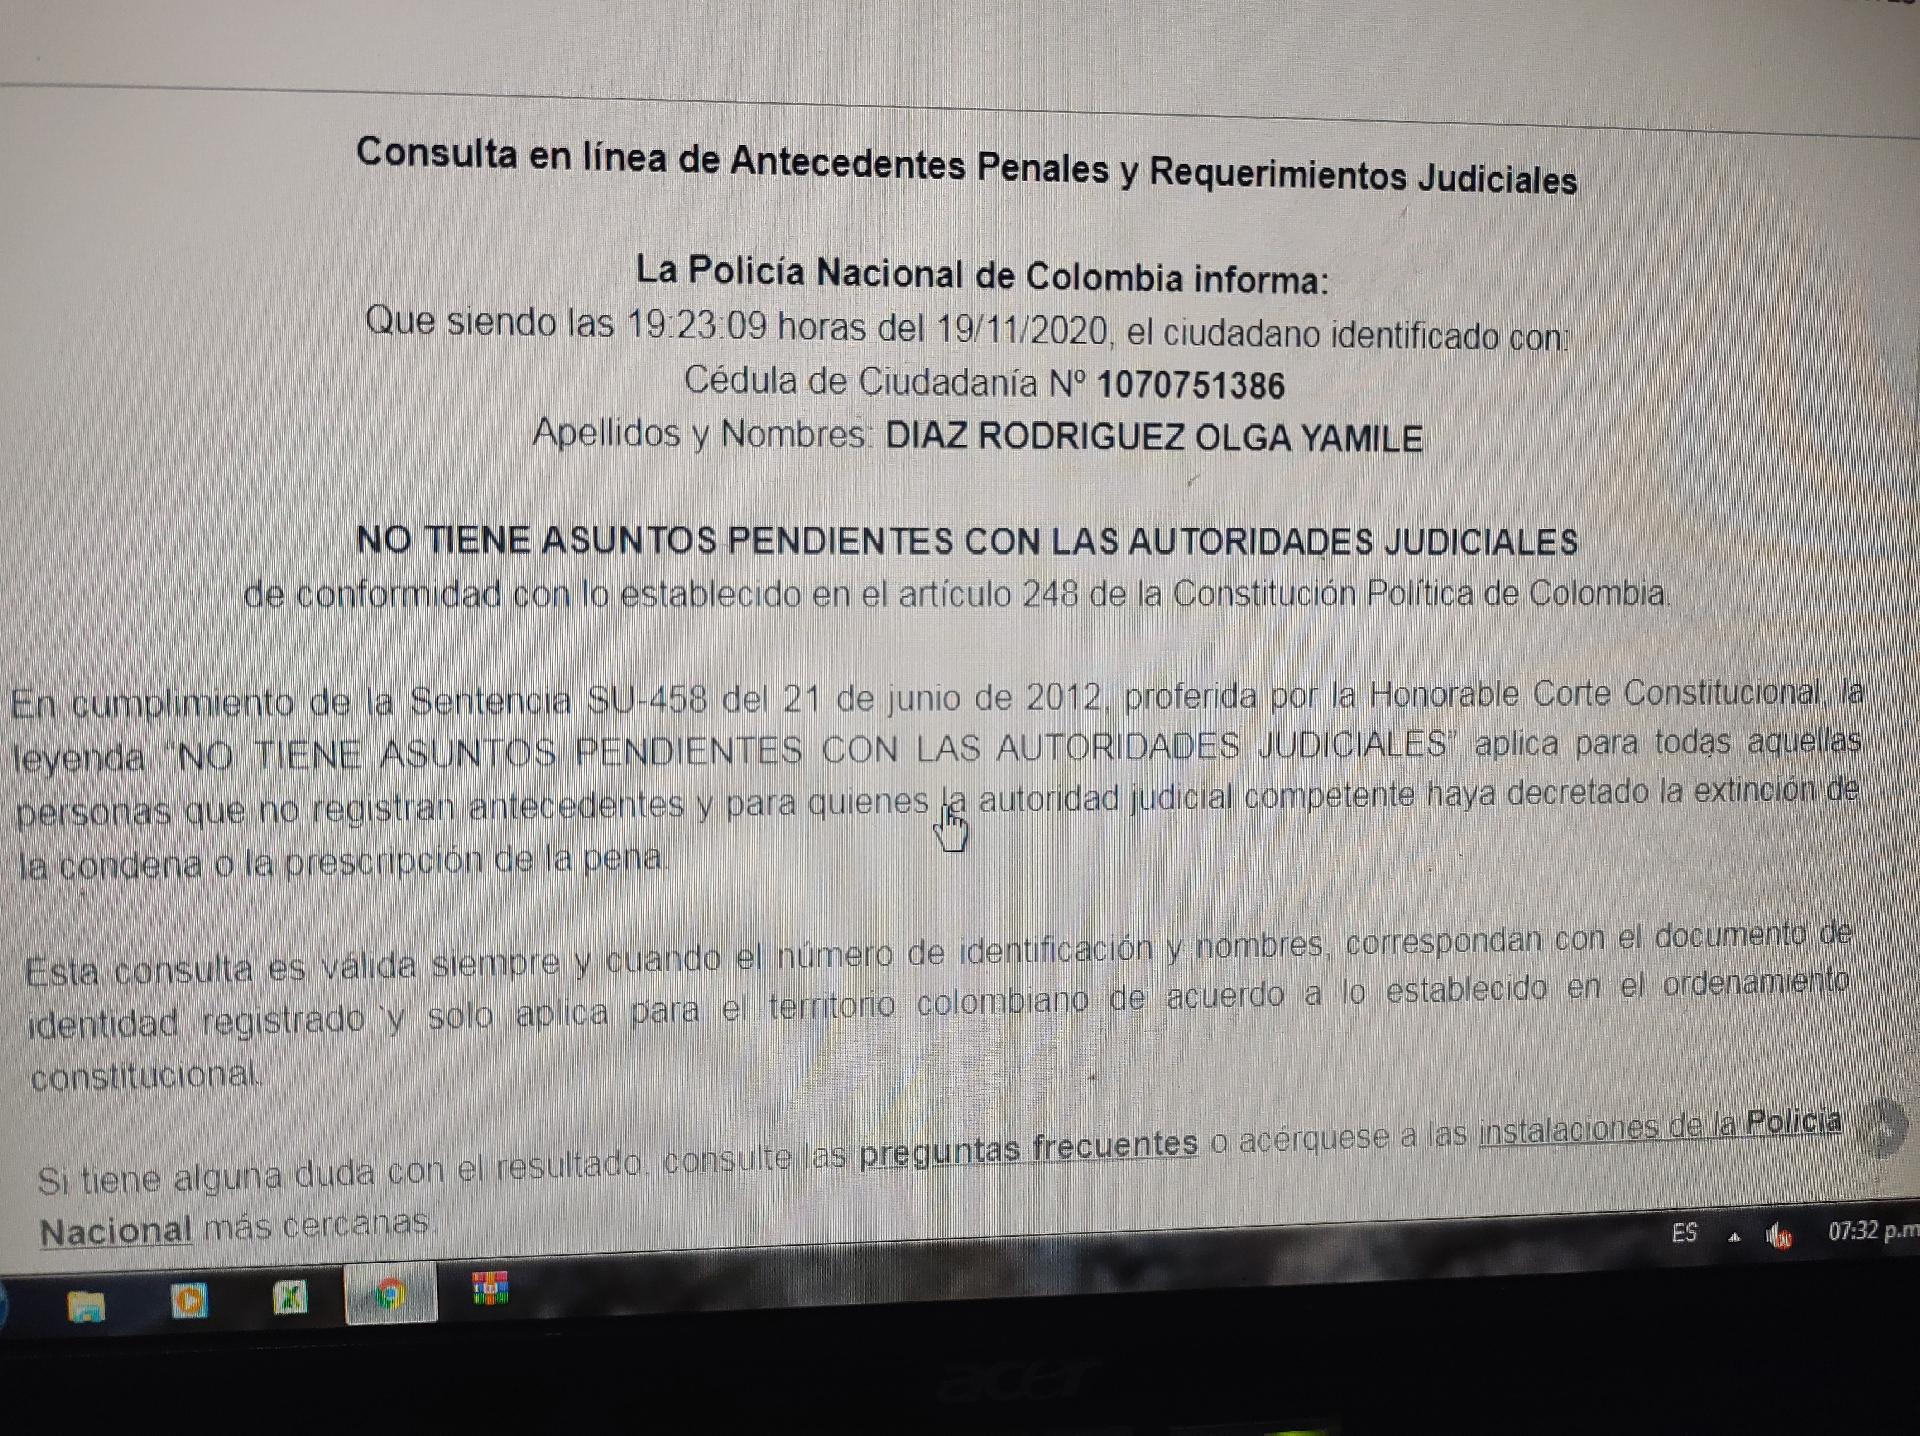 Consulta en línea de Antecedentes Penales y Requerimientos Judiciales
La Policía Nacional de Colombia informa:
Que siendo las 19:23:09 horas del 19/11/2020, el ciudadano identificado con:
Cédula de Ciudadanía Nº 1070751386
Apellidos y Nombres: DIAZ RODRIGUEZ OLGA YAMILE
NO TIENE ASUNTOS PENDIENTES CON LAS AUTORIDADES JUDICIALES
de conformidad con lo establecido en el artículo 248 de la Constitución Política de Colombia.
En cumplimiento de la Sentencia SU-458 del 21 de junio de 2012, proferida por la Honorable Corte Constitucional, la
leyenda "NO TIENE ASUNTOS PENDIENTES CON LAS AUTORIDADES JUDICIALES" aplica para todas aquellas
personas que no registran antecedentes y para quienes la autoridad judicial competente haya decretado la extinción de
la condena o la prescripción de la pena.
Esta consulta es válida siempre y cuando el número de identificación y nombres, correspondan con el documento de
identidad registrado y solo aplica para el territorio colombiano de acuerdo a lo establecido en el ordenamiento
constitucional.
Si tiene alguna duda con el resultado, consulte las preguntas frecuentes o acérquese a las instalaciones de la Policía
Nacional más cercanas.
ES 07:32 p.m
acer